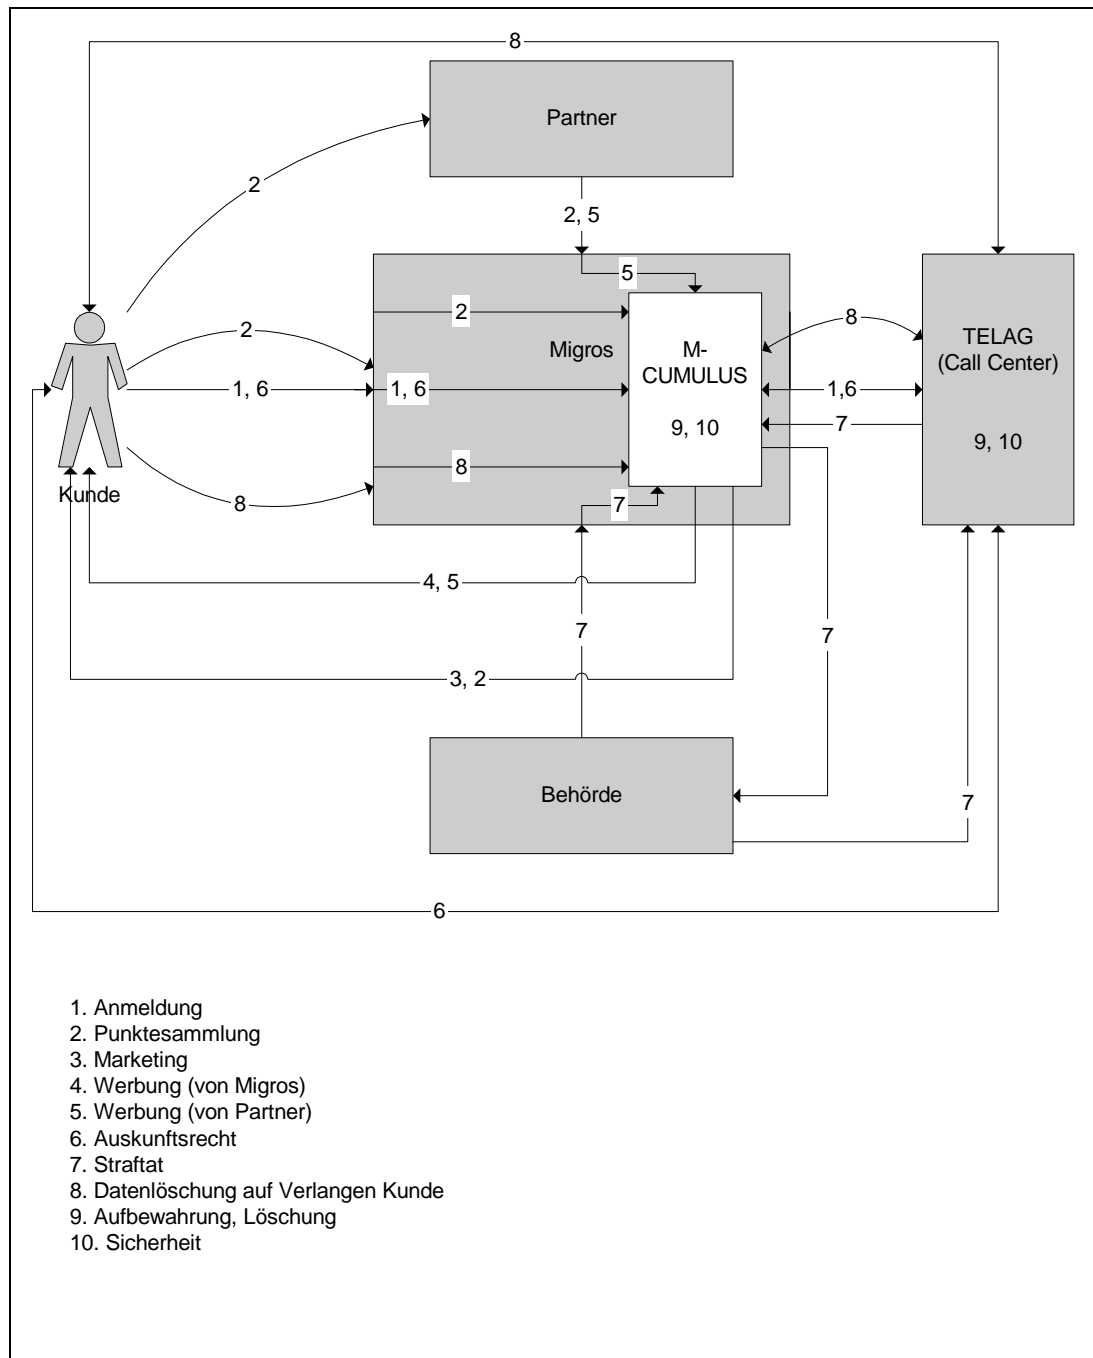 8
Partner
2
2, 5
5
2
2
Migros
M-
CUMULUS
8
TELAG
(Call Center)
1, 6
1, 6
1,6
9, 10
7
9, 10
8
8
Kunde
7
4, 5
7
7
3, 2
Behörde
7
6
1. Anmeldung
2. Punktesammlung
3. Marketing
4. Werbung (von Migros)
5. Werbung (von Partner)
6. Auskunftsrecht
7. Straftat
8. Datenlöschung auf Verlangen Kunde
9. Aufbewahrung, Löschung
10. Sicherheit